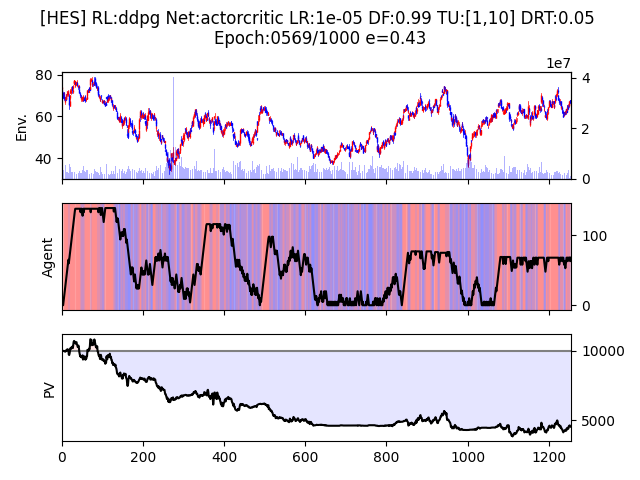 [HES] RL:ddpg Net:actorcritic LR:1e-05 DF:0.99 TU:[1,10] DRT:0.05
Epoch:0569/1000 e=0.43
1e7
80
60
40
Env.
4
2
0
Agent
100
0
PV
10000
5000
0 200 400 600 800 1000 1200